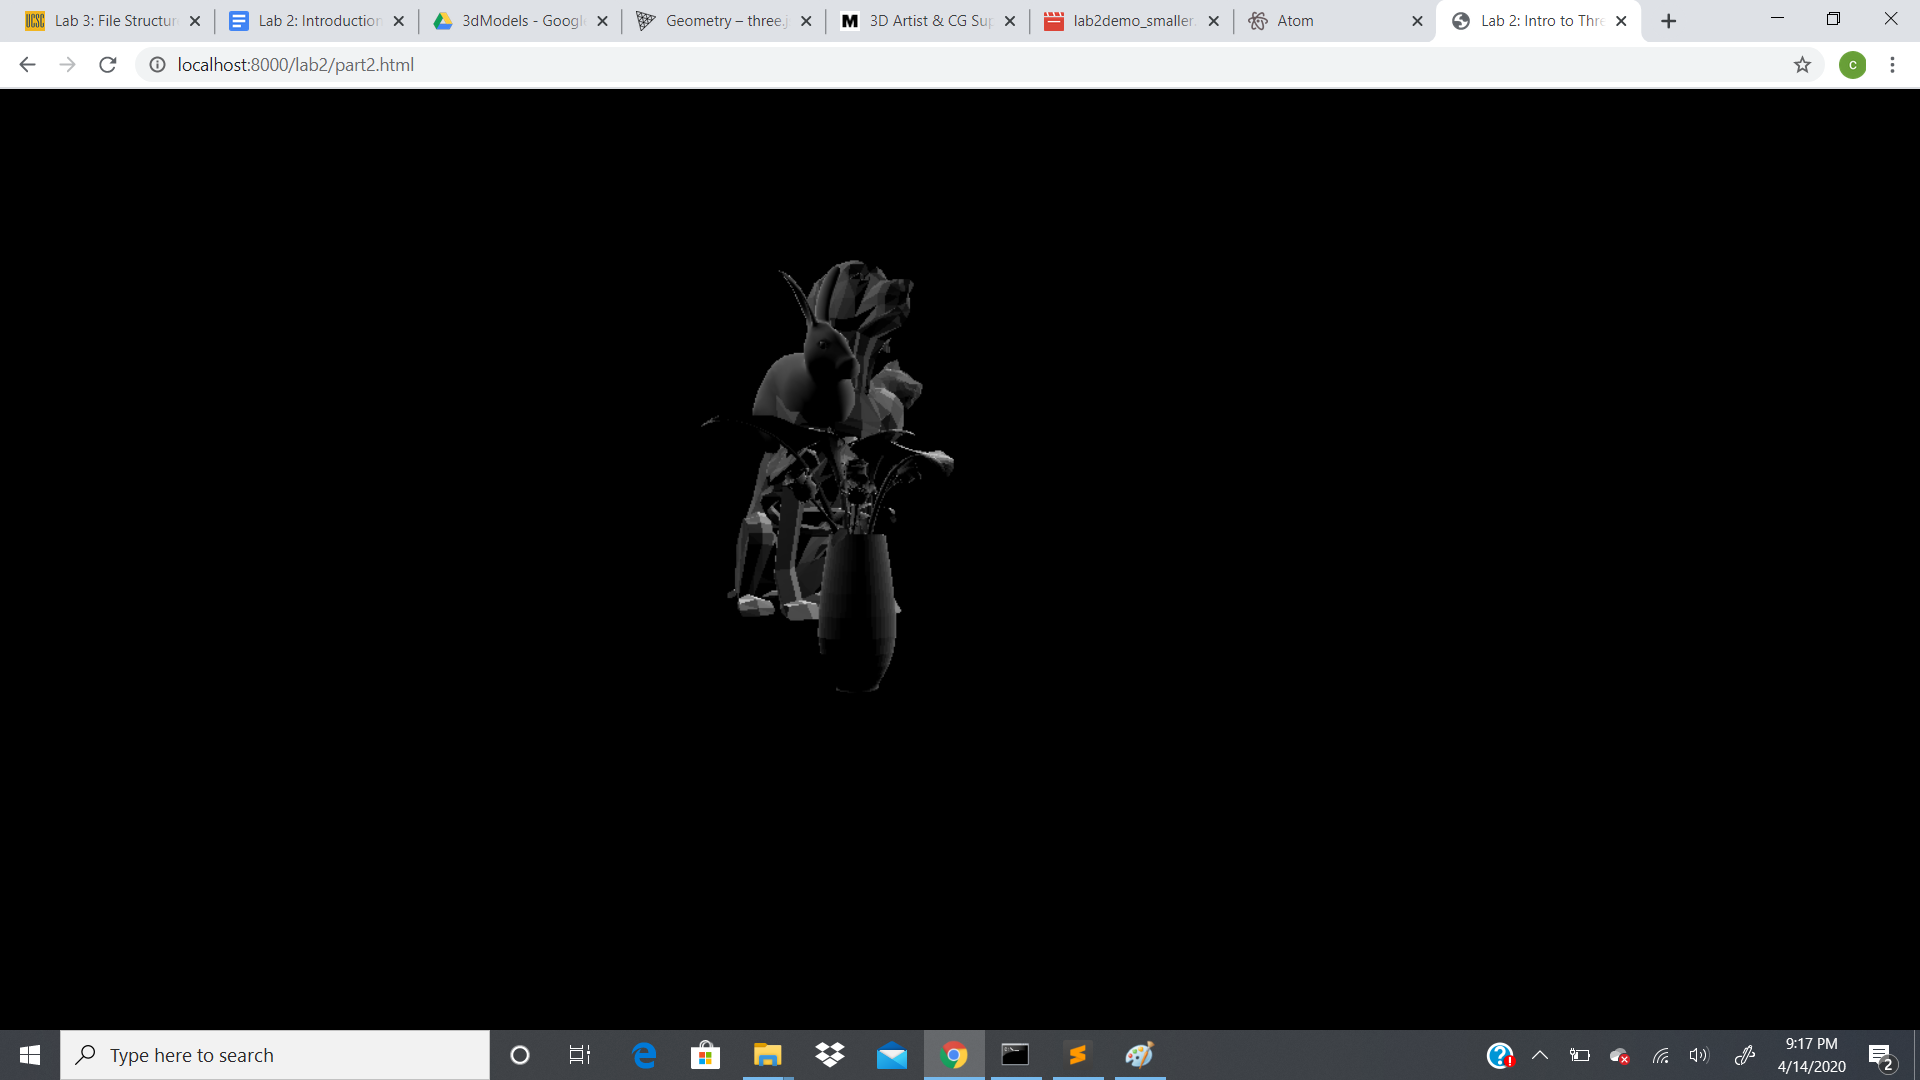 UCSC Lab 3: File Structur
Lab 2: Introduction
3dModels - Googl
Geometry – three.j
M 3D Artist & CG Sup
lab2demo_smaller.
Atom
Lab 2: Intro to Thre
localhost:8000/lab2/part2.html
c
Type here to search
9:17 PM
4/14/2020
2